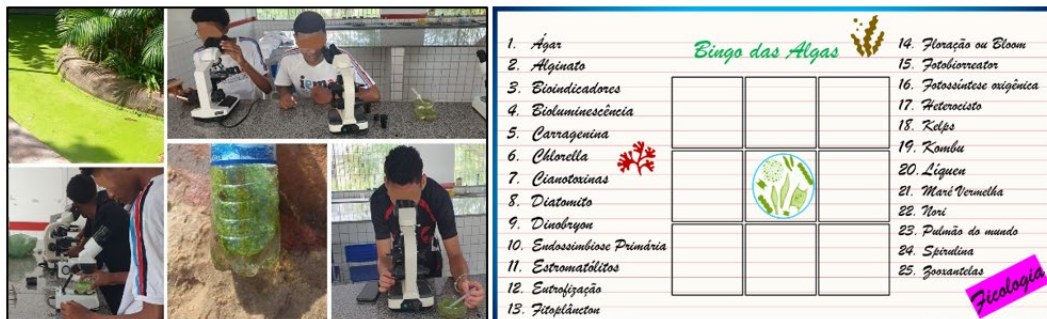 Bingo das Algas
1. Ágar
2. Alginato
3. Bioindicadores
4. Bioluminescência
5. Carragenina
6. Chlorella
7. Cianotoxinas
8. Diatomito
9. Dinobryon
10. Endossimbiose Primária
11. Estromatólitos
12. Eutrofização
13. Fitoplâncton
14. Floração ou Bloom
15. Fotobiorreator
16. Fotossíntese oxigênica
17. Heterocisto
18. Kelps
19. Kombu
20. Líquen
21. Maré Vermelha
22. Nori
23. Pulmão do mundo
24. Spirulina
25. Zooxantelas
Ficologia